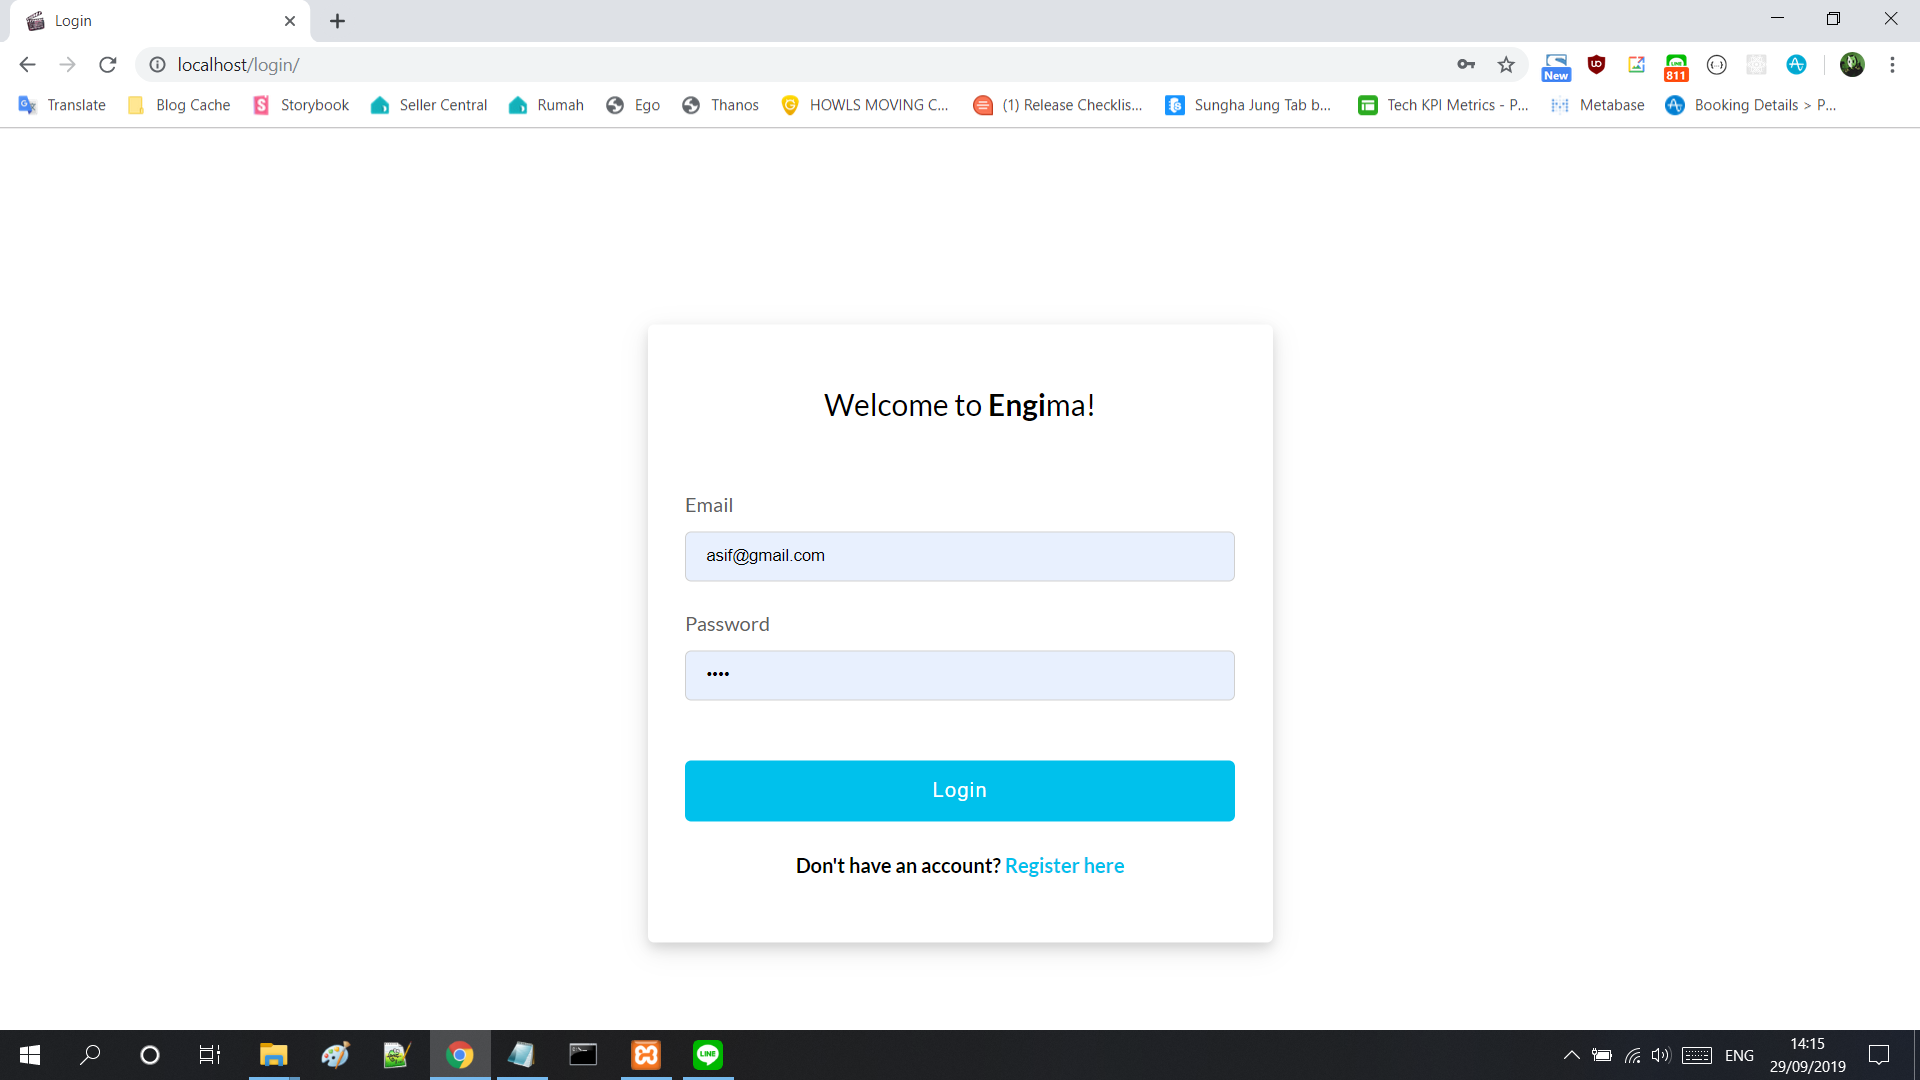 Login
localhost/login/
New
811
Translate Blog Cache Storybook Seller Central Rumah Ego Thanos HOWLS MOVING C... (1) Release Checklis... Sungha Jung Tab b... Tech KPI Metrics - P... Metabase Booking Details > P...
Welcome to Engima!
Email
asif@gmail.com
Password
••••
Login
Don't have an account? Register here
LINE
ENG
14:15
29/09/2019